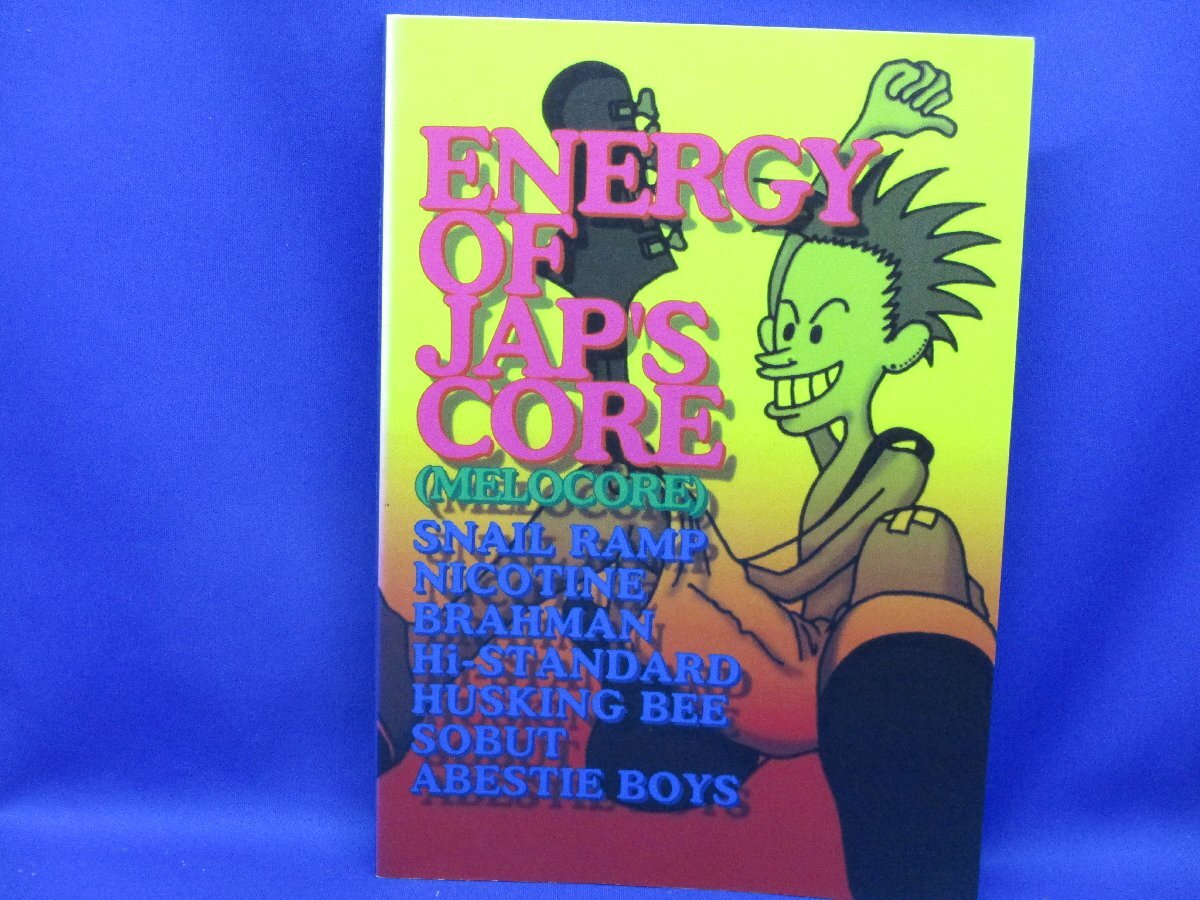 ENERGY
OF
JAP'S
CORE
(MELOCORE)
SNAIL RAMP
NICOTINE
BRAHMAN
Hi-STANDARD
HUSKING BEE
SOBUT
ABESTIE BOYS